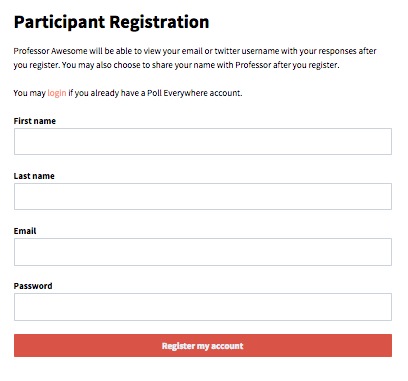 Participant Registration
Professor Awesome will be able to view your email or twitter username with your responses after
you register. You may also choose to share your name with Professor after you register.
You may login if you already have a Poll Everywhere account.
First name
Last name
Email
Password
Register my account